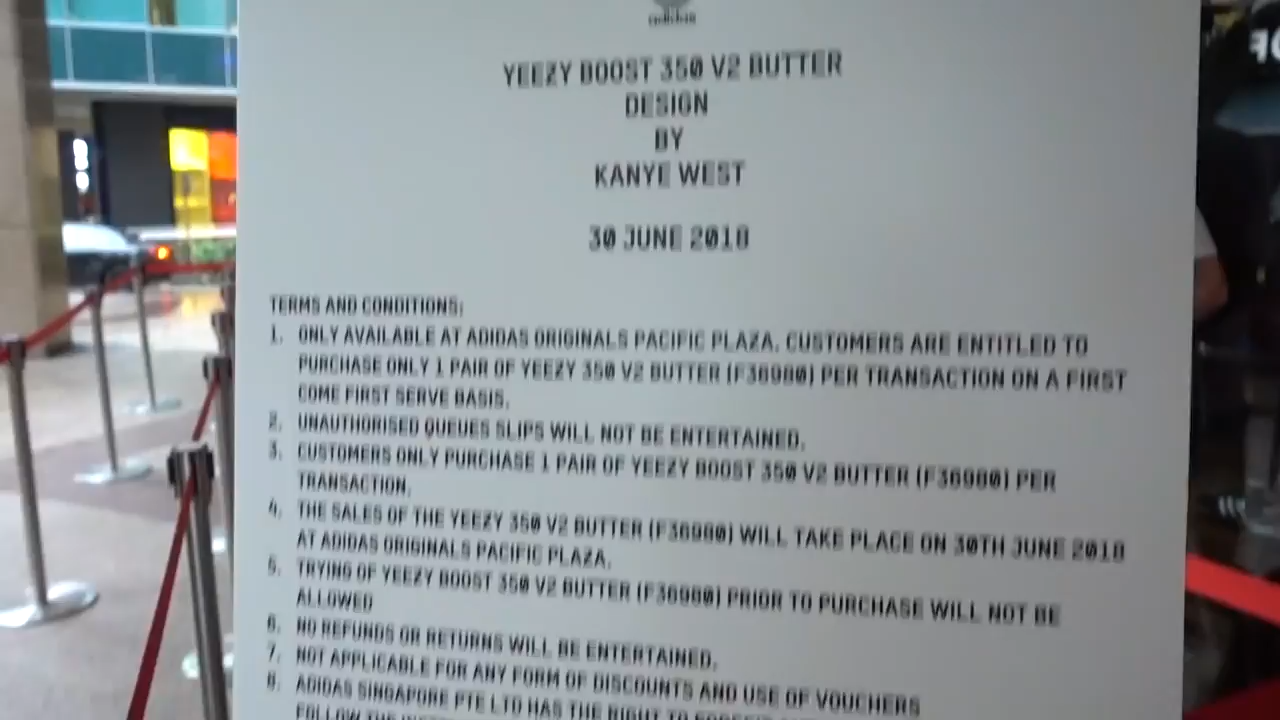 adidas
YEEZY BOOST 350 V2 BUTTER
DESIGN
BY
KANYE WEST
30 JUNE 2018
TERMS AND CONDITIONS:
1. ONLY AVAILABLE AT ADIDAS ORIGINALS PACIFIC PLAZA. CUSTOMERS ARE ENTITLED TO
PURCHASE ONLY 1 PAIR OF YEEZY 350 V2 BUTTER (F36980) PER TRANSACTION ON A FIRST
COME FIRST SERVE BASIS.
2. UNAUTHORISED QUEUES SLIPS WILL NOT BE ENTERTAINED.
3. CUSTOMERS ONLY PURCHASE 1 PAIR OF YEEZY BOOST 350 V2 BUTTER (F36980) PER
TRANSACTION.
4. THE SALES OF THE YEEZY 350 V2 BUTTER (F36980) WILL TAKE PLACE ON 30TH JUNE 2018
AT ADIDAS ORIGINALS PACIFIC PLAZA.
5. TRYING OF YEEZY BOOST 350 V2 BUTTER (F36980) PRIOR TO PURCHASE WILL NOT BE
ALLOWED
6. NO REFUNDS OR RETURNS WILL BE ENTERTAINED.
7. NOT APPLICABLE FOR ANY FORM OF DISCOUNTS AND USE OF VOUCHERS
8. ADIDAS SINGAPORE PTE LTD HAS THE RIGHT TO
FOLLOW THE